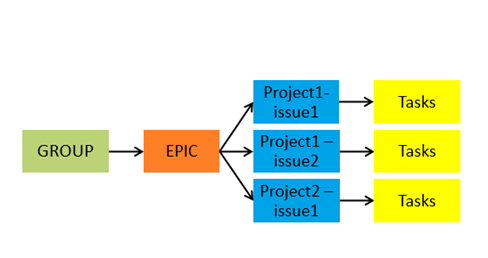 GROUP
EPIC
Project1-
issue1
Tasks
Project1 –
issue2
Tasks
Project2 –
issue1
Tasks